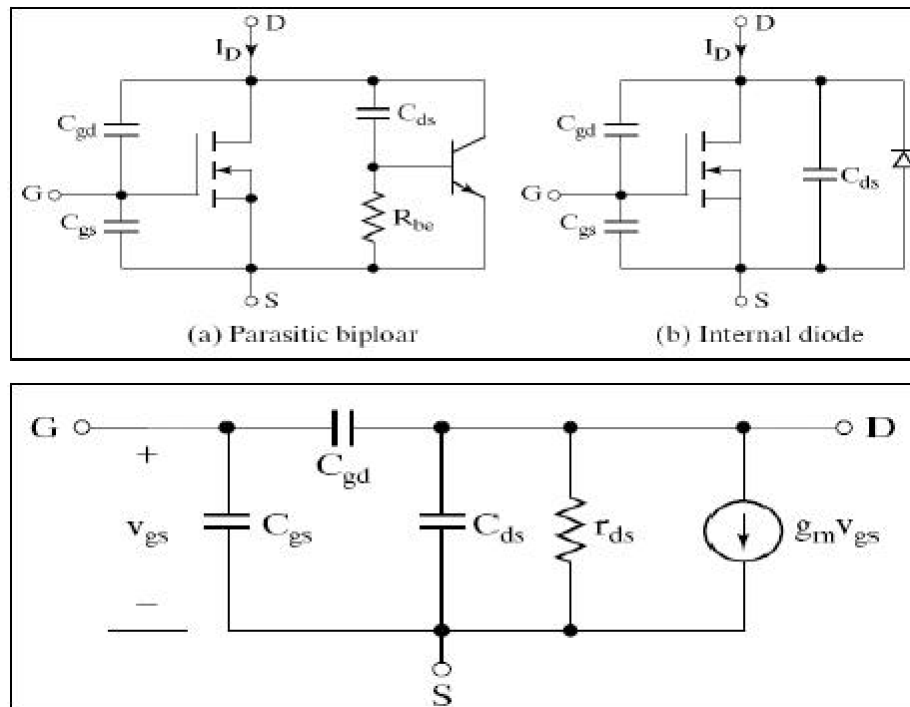 D
D
I_D
I_D
C_gd
C_ds
C_gd
G
G
C_ds
C_gs
R_be
C_gs
S
S
(a) Parasitic biploar
(b) Internal diode
G
D
+
C_gd
v_gs
C_gs
C_ds
r_ds
g_m v_gs
−
S